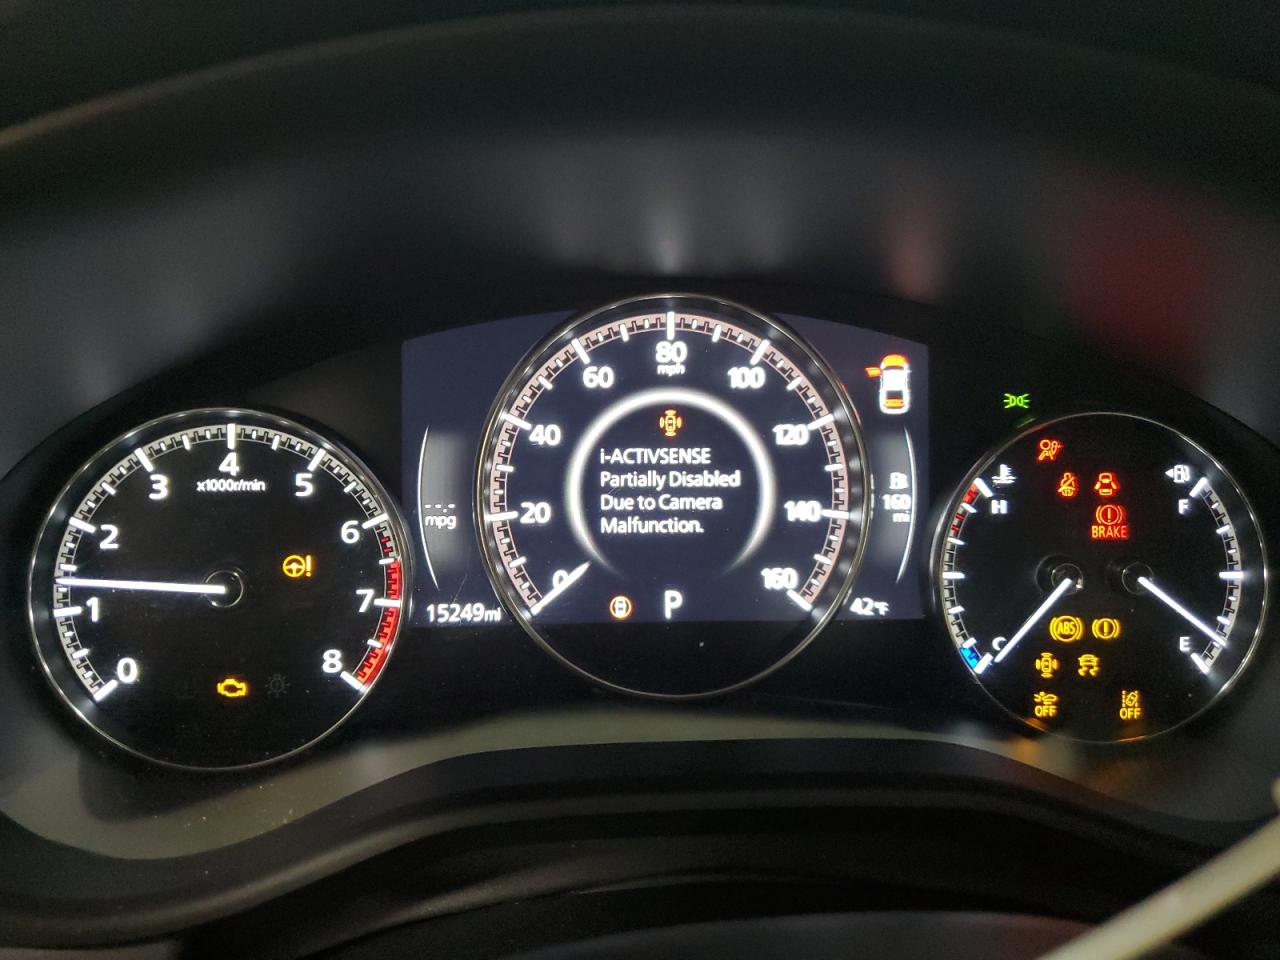 0
1
2
3
4
5
6
7
8
x1000r/min
0
20
40
60
80
100
120
140
160
mph
i-ACTIVSENSE
Partially Disabled
Due to Camera
Malfunction.
---.-
mpg
15249mi
P
160
mi
42°F
H
C
F
E
BRAKE
ABS
OFF
OFF